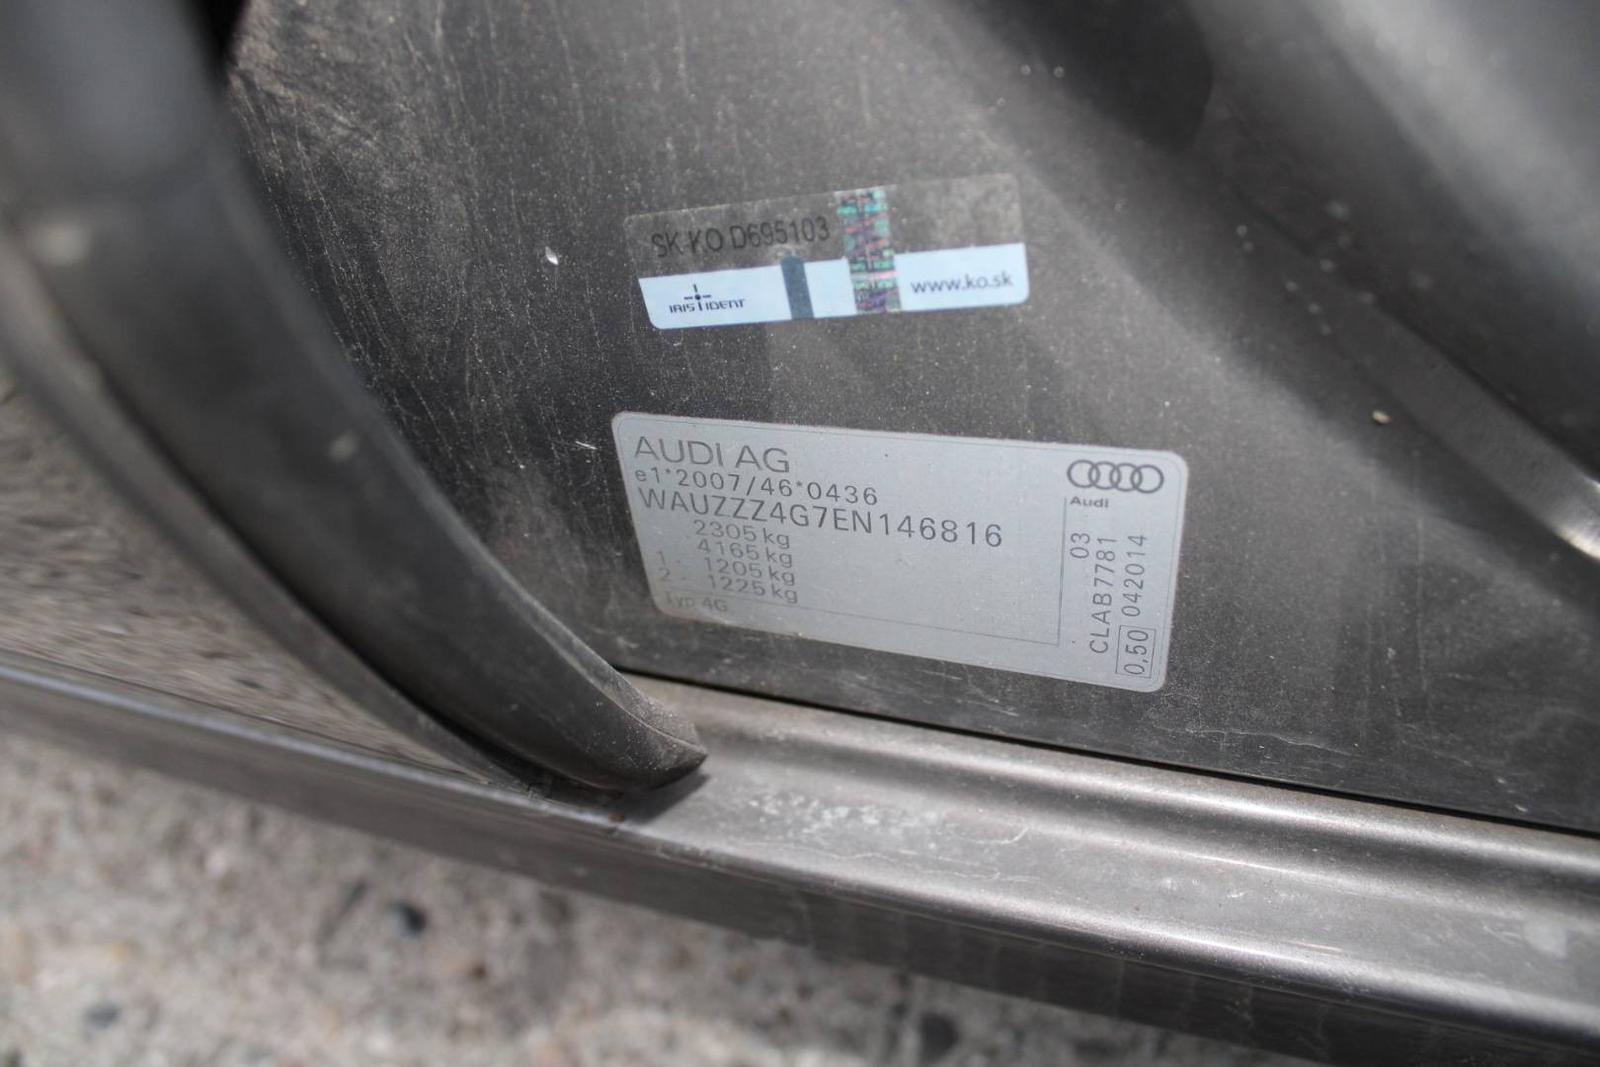 SK KO D695103
IRIS IDENT
www.ko.sk
AUDI AG
e1*2007/46*0436
WAUZZZ4G7EN146816
2305 kg
4165 kg
1 - 1205 kg
2 - 1225 kg
Typ 4G
Audi
03
CLAB7781
0,50 042014